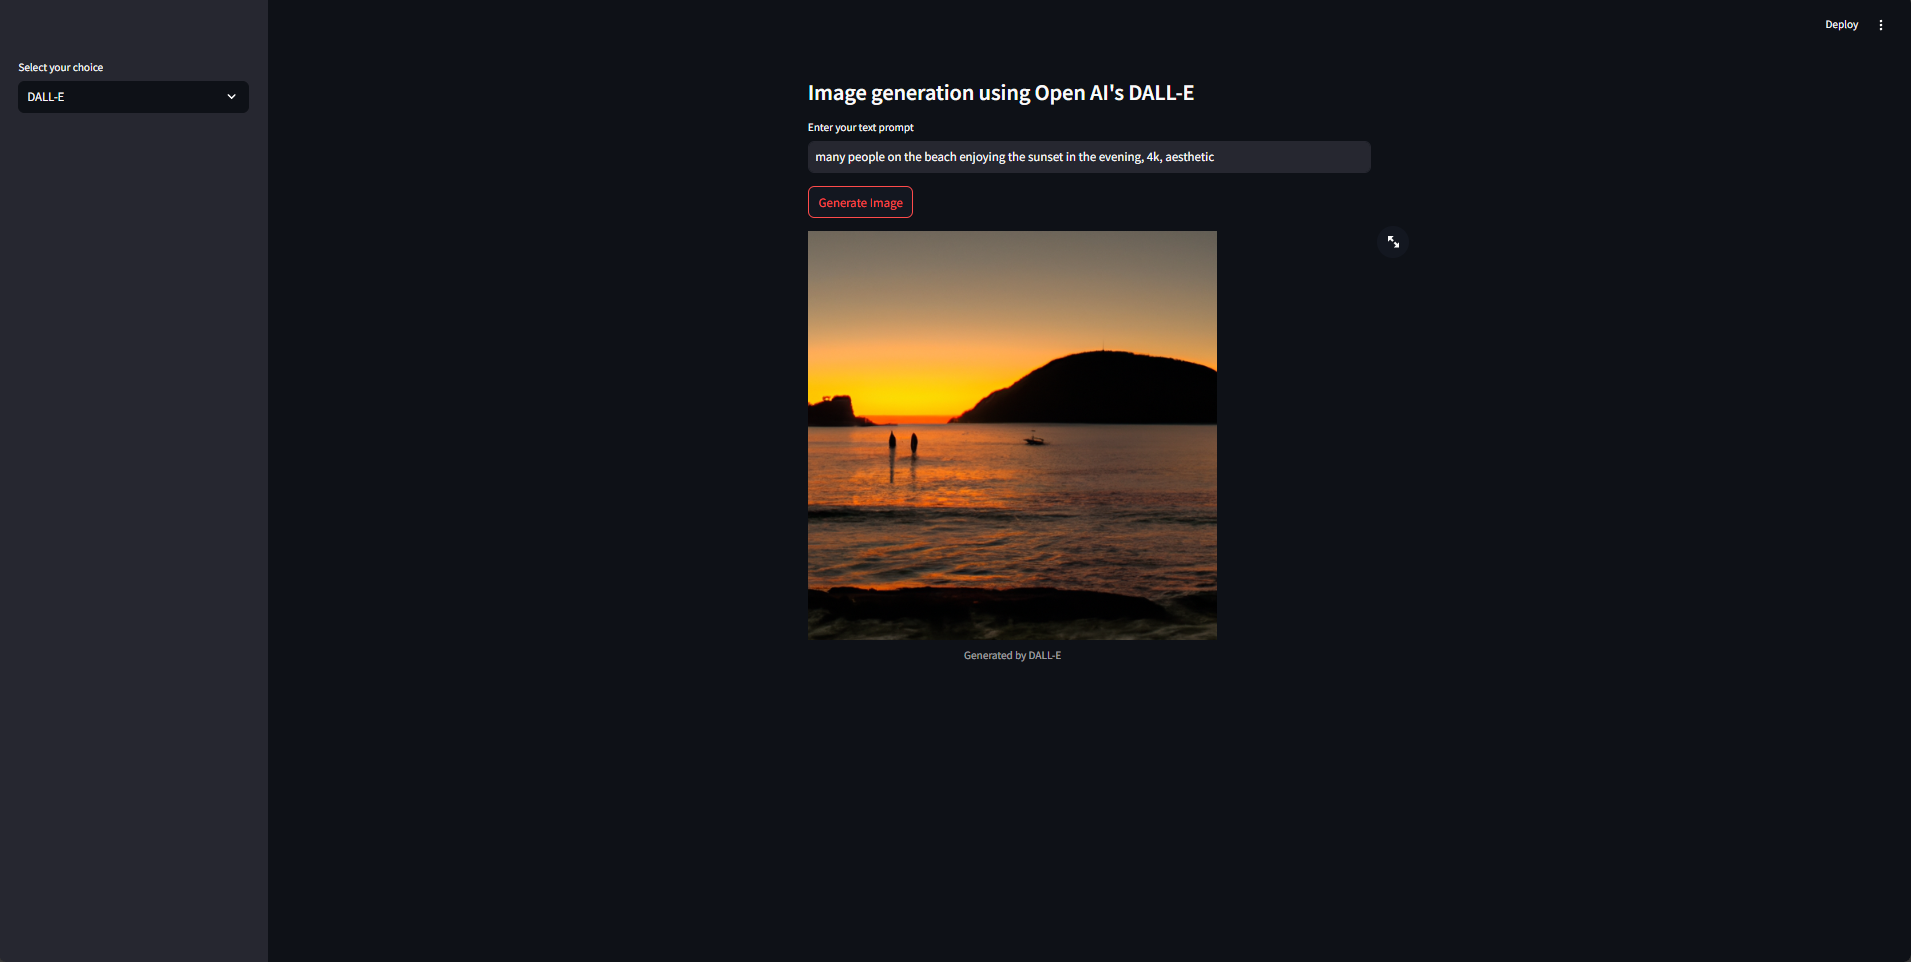 Deploy
Select your choice
DALL-E
Image generation using Open AI's DALL-E
Enter your text prompt
many people on the beach enjoying the sunset in the evening, 4k, aesthetic
Generate Image
Generated by DALL-E